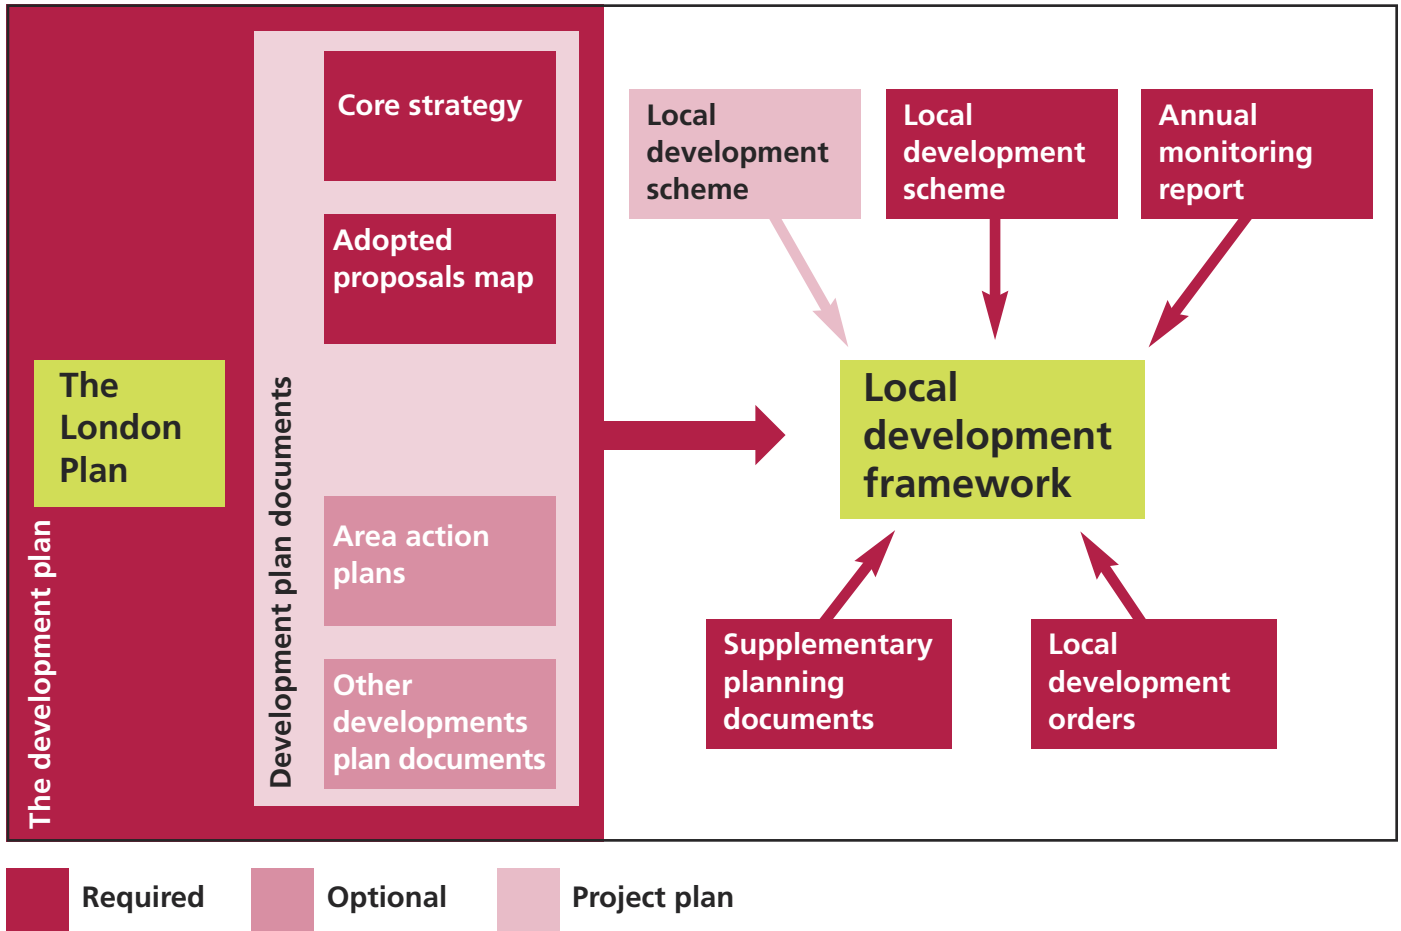 The development plan
The
London
Plan
Development plan documents
Core strategy
Adopted
proposals map
Area action
plans
Other
developments
plan documents
Local
development
scheme
Local
development
scheme
Annual
monitoring
report
Local
development
framework
Supplementary
planning
documents
Local
development
orders
Required
Optional
Project plan